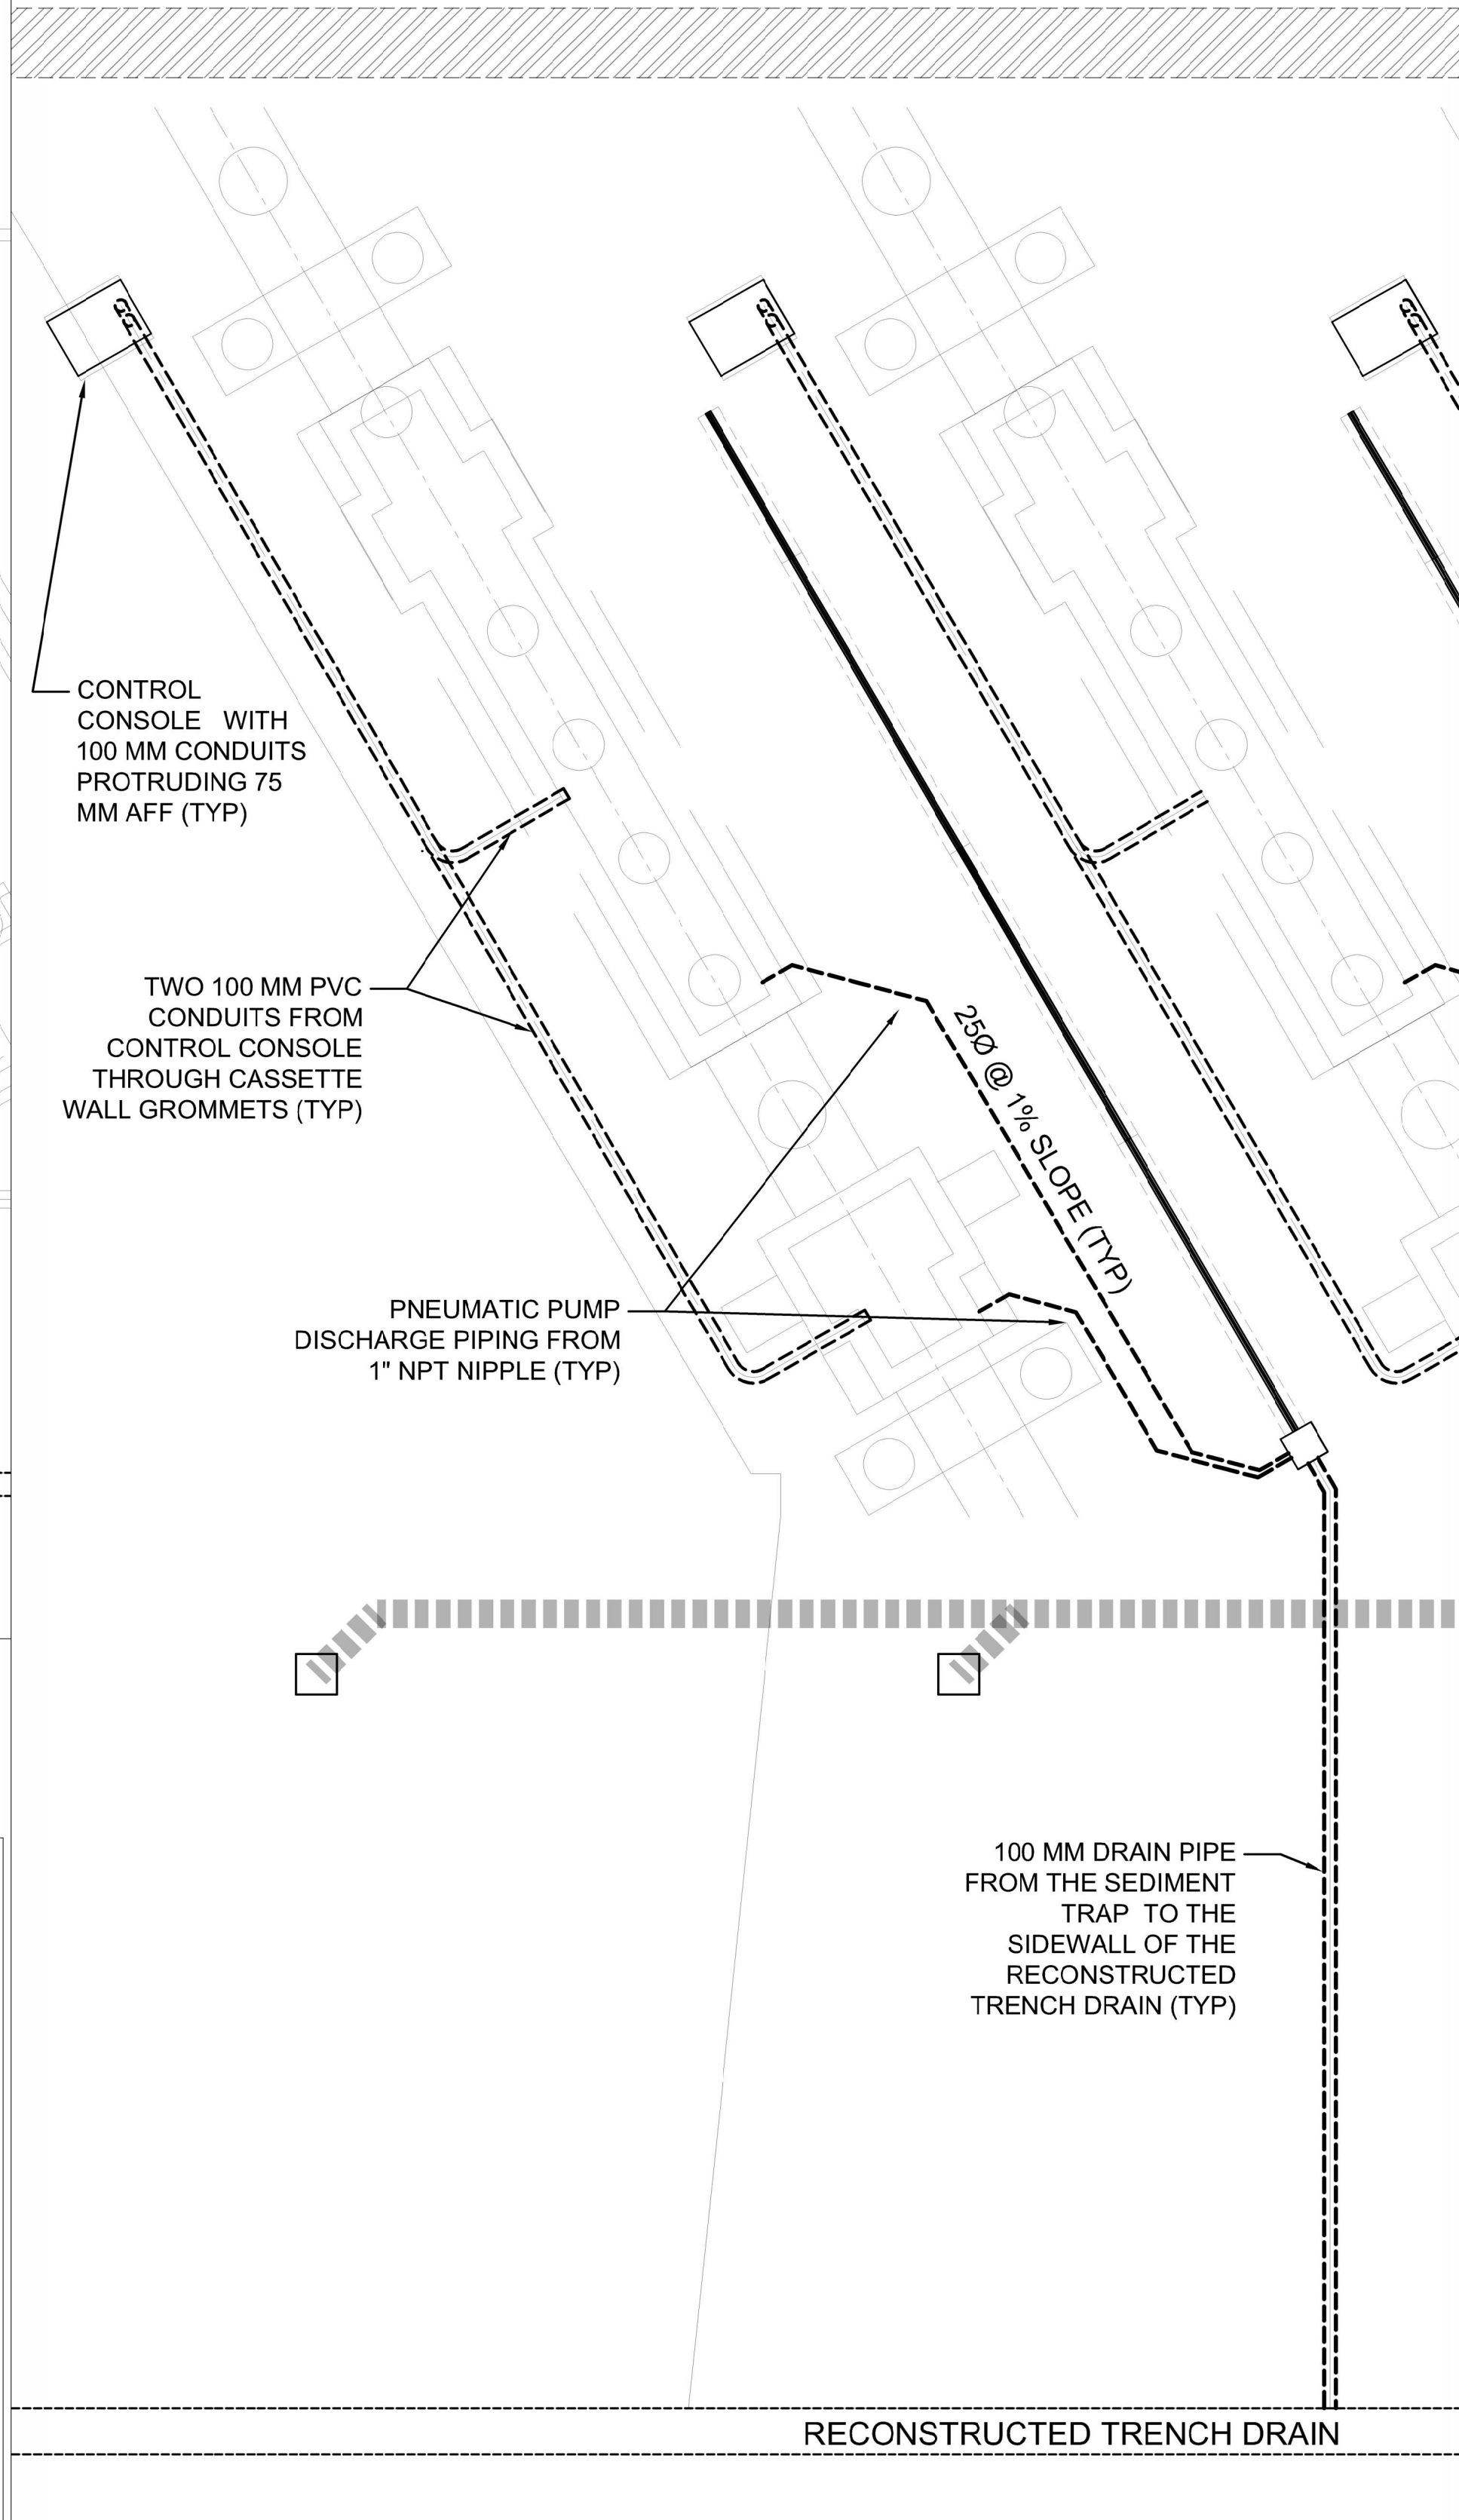 CONTROL
CONSOLE WITH
100 MM CONDUITS
PROTRUDING 75
MM AFF (TYP)
TWO 100 MM PVC
CONDUITS FROM
CONTROL CONSOLE
THROUGH CASSETTE
WALL GROMMETS (TYP)
25Ø @ 1% SLOPE (TYP)
PNEUMATIC PUMP
DISCHARGE PIPING FROM
1" NPT NIPPLE (TYP)
100 MM DRAIN PIPE
FROM THE SEDIMENT
TRAP TO THE
SIDEWALL OF THE
RECONSTRUCTED
TRENCH DRAIN (TYP)
RECONSTRUCTED TRENCH DRAIN